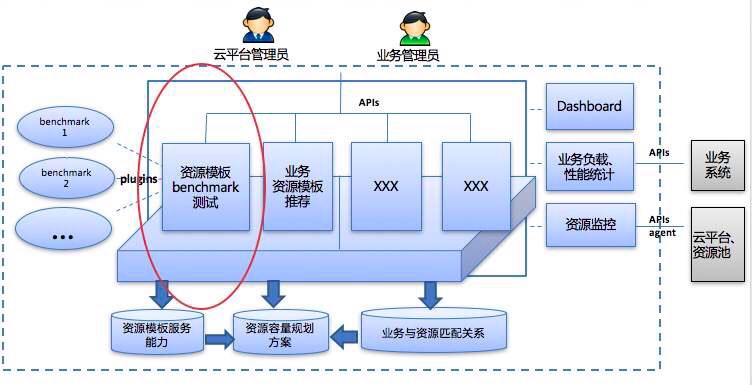 云平台管理员
业务管理员
APIs
benchmark
1
benchmark
2
...
plugins
资源模板
benchmark
测试
业务
资源模板
推荐
XXX
XXX
Dashboard
业务负载、
性能统计
资源监控
APIs
APIs
agent
业务
系统
云平台、
资源池
资源模板服务
能力
资源容量规划
方案
业务与资源匹配关系